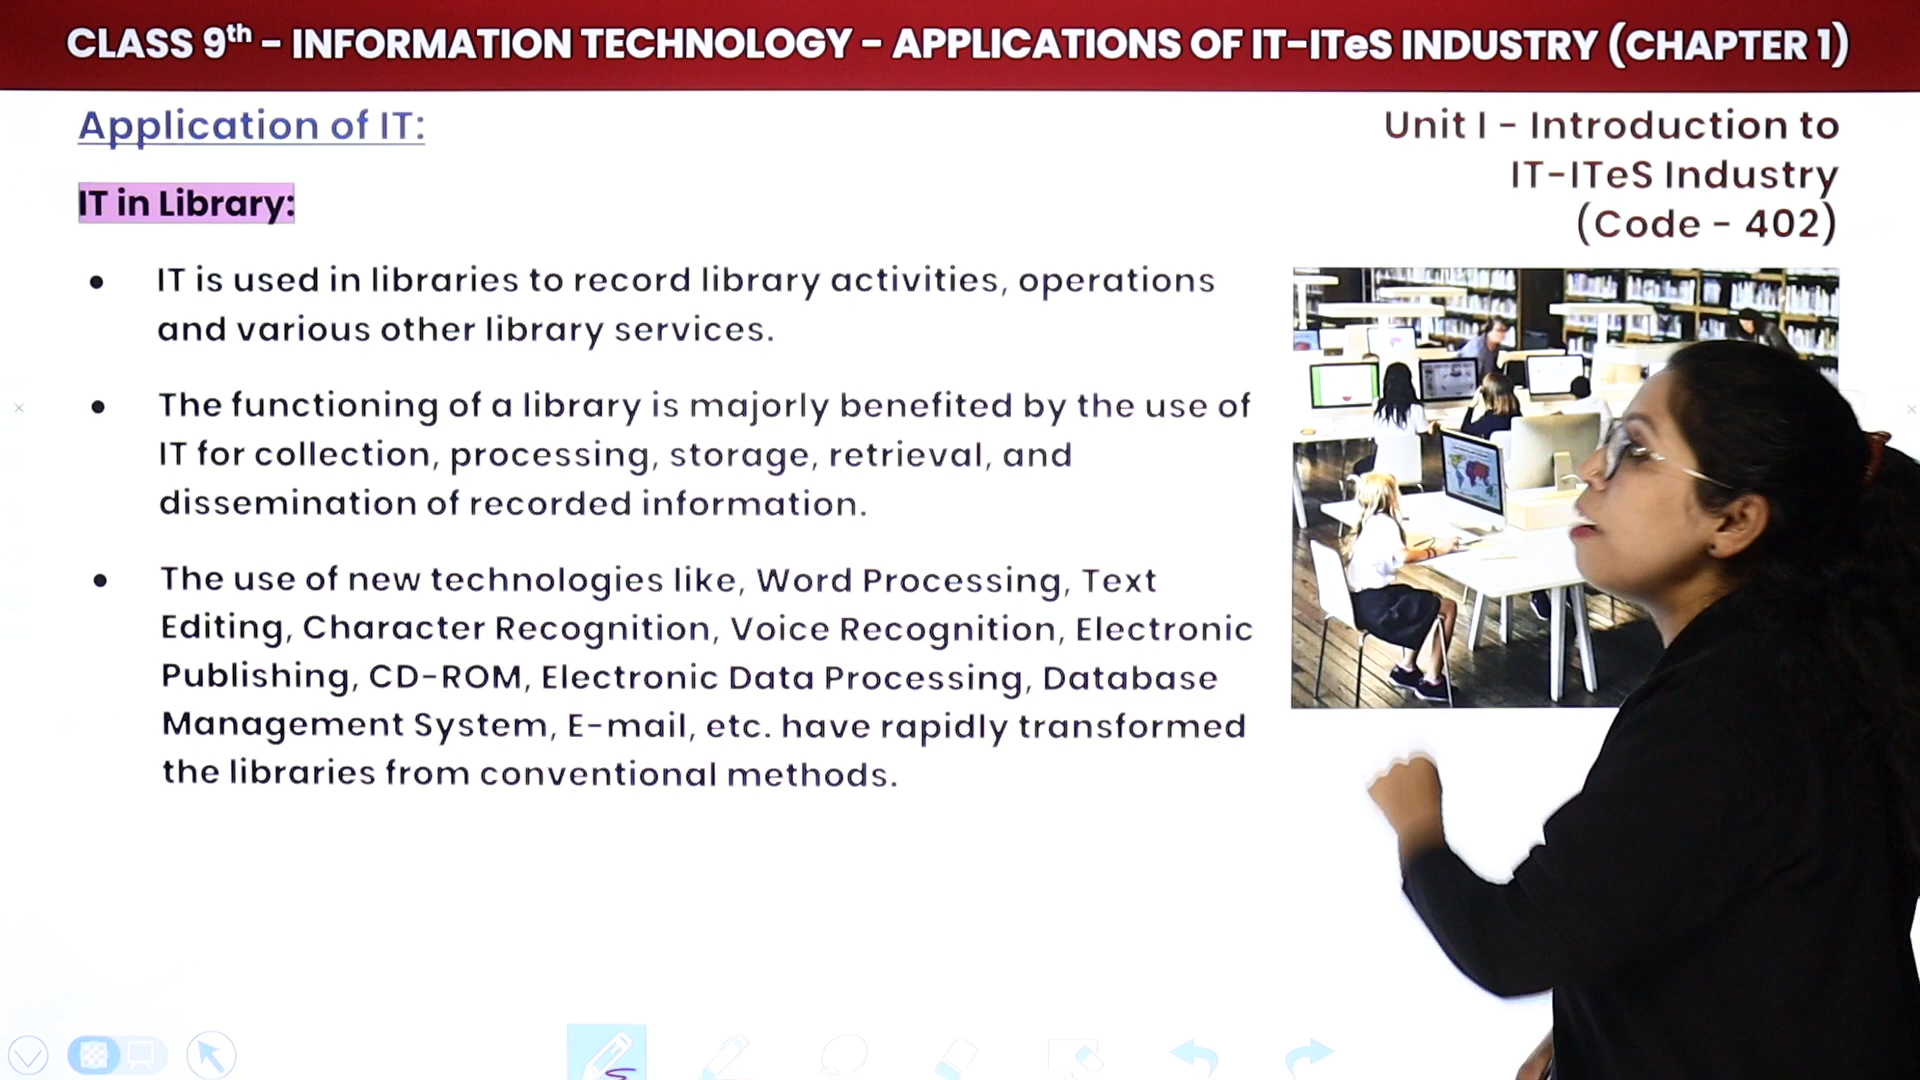 CLASS 9th – INFORMATION TECHNOLOGY – APPLICATIONS OF IT-ITeS INDUSTRY (CHAPTER 1)
Application of IT:
Unit I - Introduction to
IT-ITeS Industry
(Code - 402)
IT in Library:
• IT is used in libraries to record library activities, operations
and various other library services.
• The functioning of a library is majorly benefited by the use of
IT for collection, processing, storage, retrieval, and
dissemination of recorded information.
• The use of new technologies like, Word Processing, Text
Editing, Character Recognition, Voice Recognition, Electronic
Publishing, CD-ROM, Electronic Data Processing, Database
Management System, E-mail, etc. have rapidly transformed
the libraries from conventional methods.